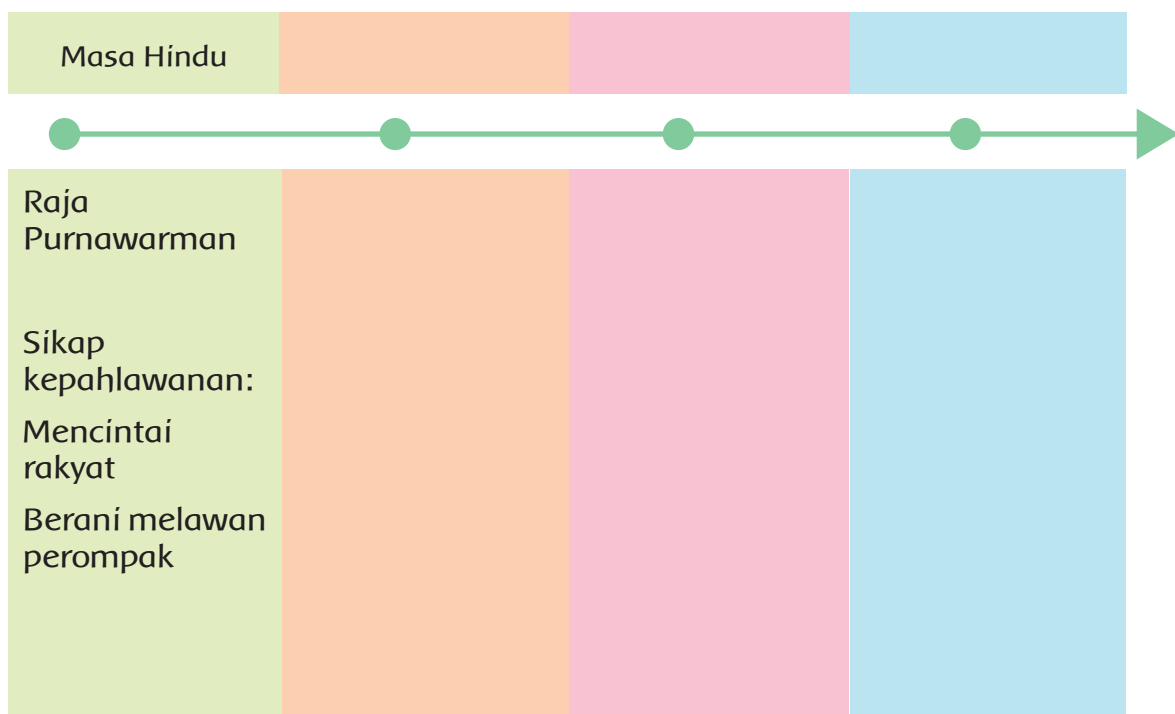 Masa Hindu
Raja
Purnawarman
Sikap
kepahlawanan:
Mencintai
rakyat
Berani melawan
perompak